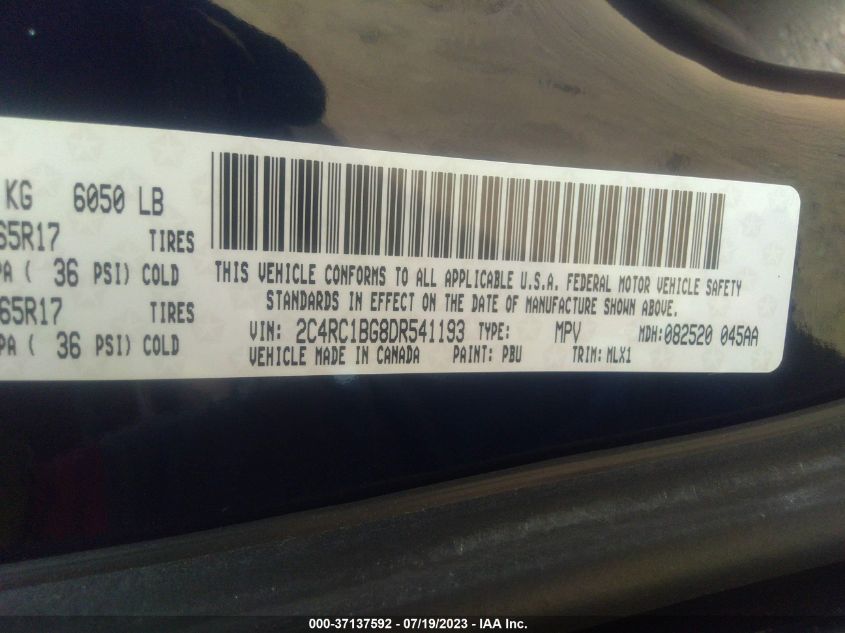 KG 6050 LB
65R17 TIRES
PA ( 36 PSI) COLD
65R17 TIRES
PA ( 36 PSI) COLD
THIS VEHICLE CONFORMS TO ALL APPLICABLE U.S.A. FEDERAL MOTOR VEHICLE SAFETY
STANDARDS IN EFFECT ON THE DATE OF MANUFACTURE SHOWN ABOVE.
VIN: 2C4RC1BG8DR541193 TYPE: MPV MDH:082520 045AA
VEHICLE MADE IN CANADA PAINT: PBU TRIM: MLX1
000-37137592 - 07/19/2023 - IAA Inc.